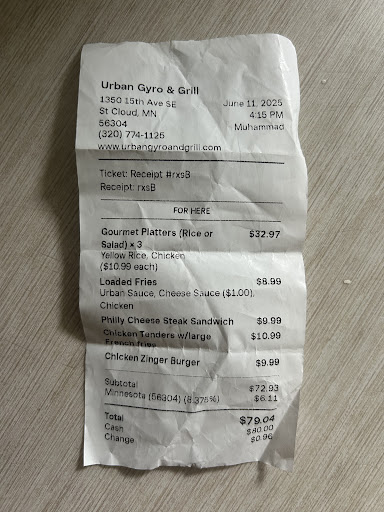 Urban Gyro & Grill
1350 15th Ave SE
St Cloud, MN
56304
(320) 774-1125
www.urbangyroandgrill.com
June 11, 2025
4:15 PM
Muhammad
Ticket: Receipt #rxsB
Receipt: rxsB
FOR HERE
Gourmet Platters (Rice or $32.97
Salad) × 3
Yellow Rice, Chicken
($10.99 each)
Loaded Fries $8.99
Urban Sauce, Cheese Sauce ($1.00),
Chicken
Philly Cheese Steak Sandwich $9.99
Chicken Tenders w/large $10.99
French fries
Chicken Zinger Burger $9.99
Subtotal $72.93
Minnesota (56304) (8.375%) $6.11
Total $79.04
Cash $80.00
Change $0.96